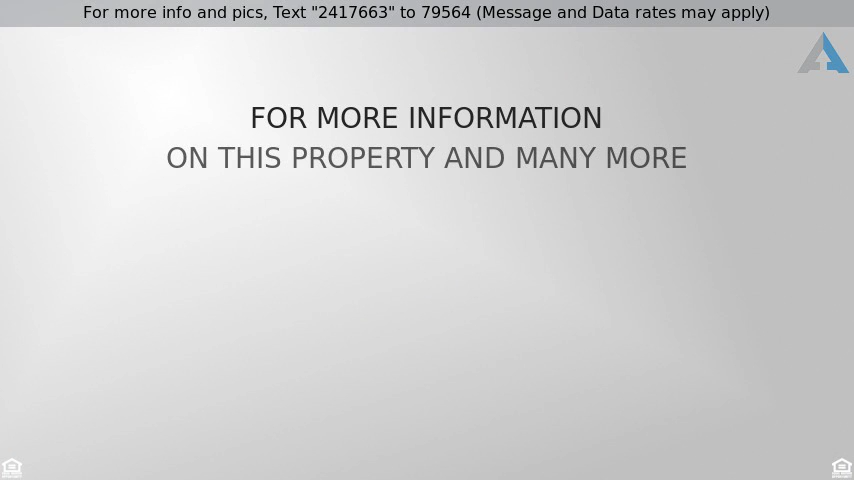 For more info and pics, Text "2417663" to 79564 (Message and Data rates may apply)
FOR MORE INFORMATION
ON THIS PROPERTY AND MANY MORE